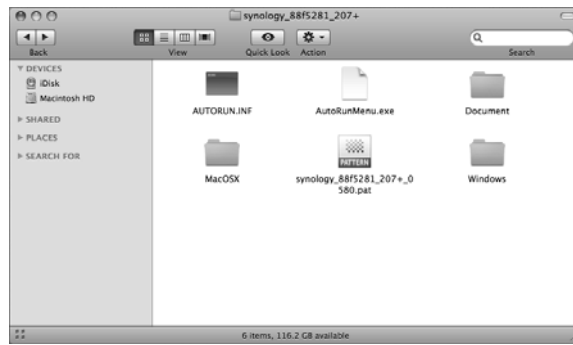 synology_88f5281_207+
Back
View
Quick Look
Action
Search
DEVICES
iDisk
Macintosh HD
SHARED
PLACES
SEARCH FOR
AUTORUN.INF
AutoRunMenu.exe
Document
MacOSX
PATTERN
synology_88f5281_207+_0
580.pat
Windows
6 items, 116.2 GB available